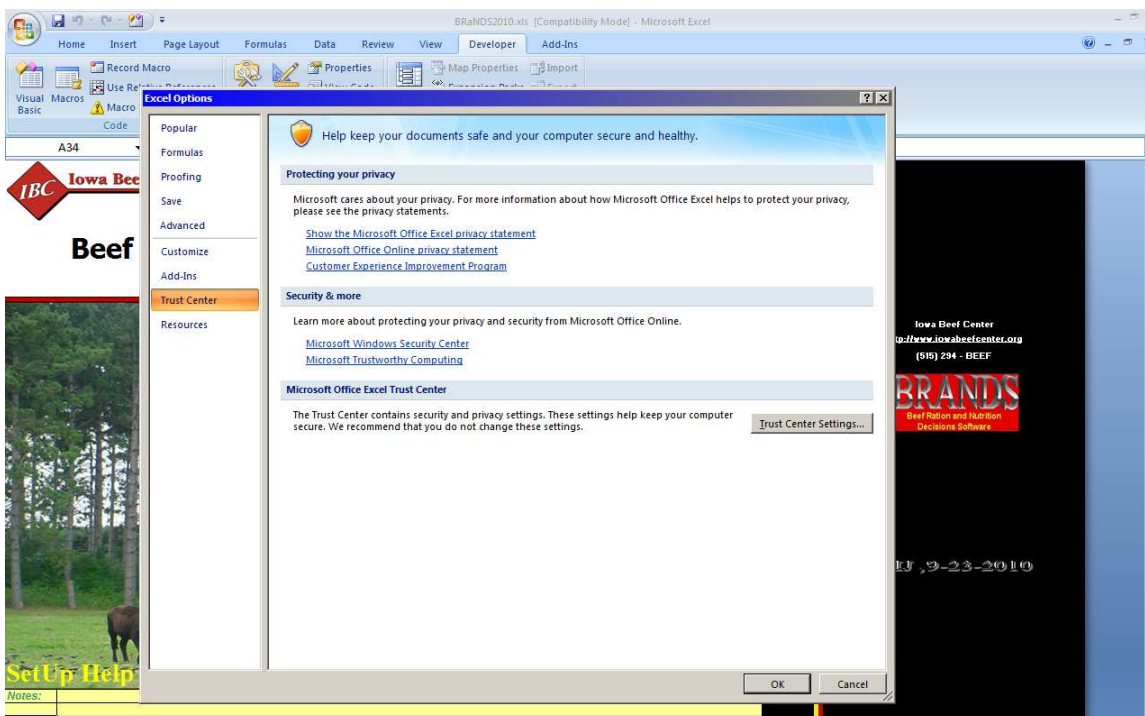 BRaNDS2010.xls [Compatibility Mode] - Microsoft Excel
Home Insert Page Layout Formulas Data Review View Developer Add-Ins
Record Macro
Properties
Map Properties Import
Visual Basic
Macros
Macro
Code
A34
Excel Options
Popular
Formulas
Proofing
Save
Advanced
Customize
Add-Ins
Trust Center
Resources
Help keep your documents safe and your computer secure and healthy.
Protecting your privacy
Microsoft cares about your privacy. For more information about how Microsoft Office Excel helps to protect your privacy,
please see the privacy statements.
Show the Microsoft Office Excel privacy statement
Microsoft Office Online privacy statement
Customer Experience Improvement Program
Security & more
Learn more about protecting your privacy and security from Microsoft Office Online.
Microsoft Windows Security Center
Microsoft Trustworthy Computing
Microsoft Office Excel Trust Center
The Trust Center contains security and privacy settings. These settings help keep your computer
secure. We recommend that you do not change these settings.
Trust Center Settings...
OK Cancel
IBC
Iowa Bee
Beef
Iowa Beef Center
tp://www.iowabeefcenter.org
(515) 294 - BEEF
BRANDS
Beef Ration and Nutrition
Decisions Software
,9-23-2010
SetUp Help
Notes: